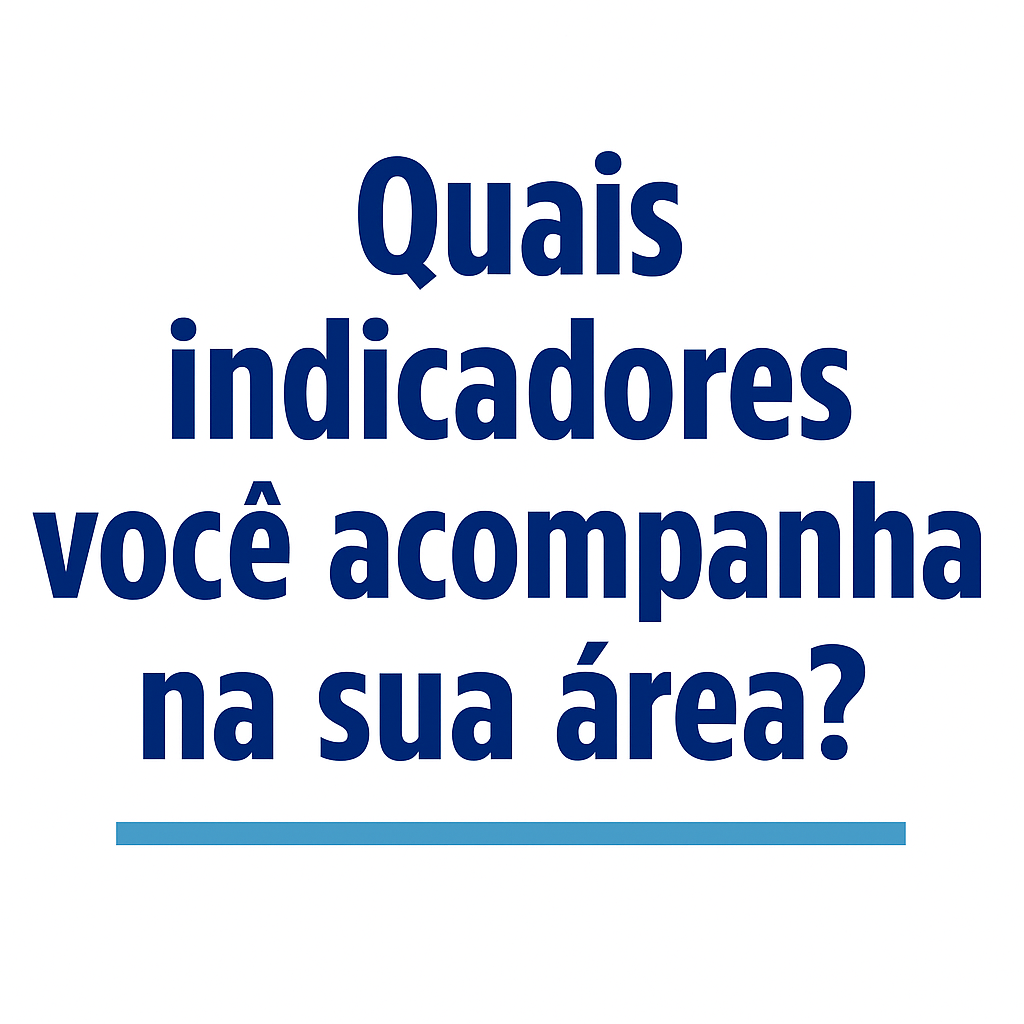 Quais
indicadores
você acompanha
na sua área?